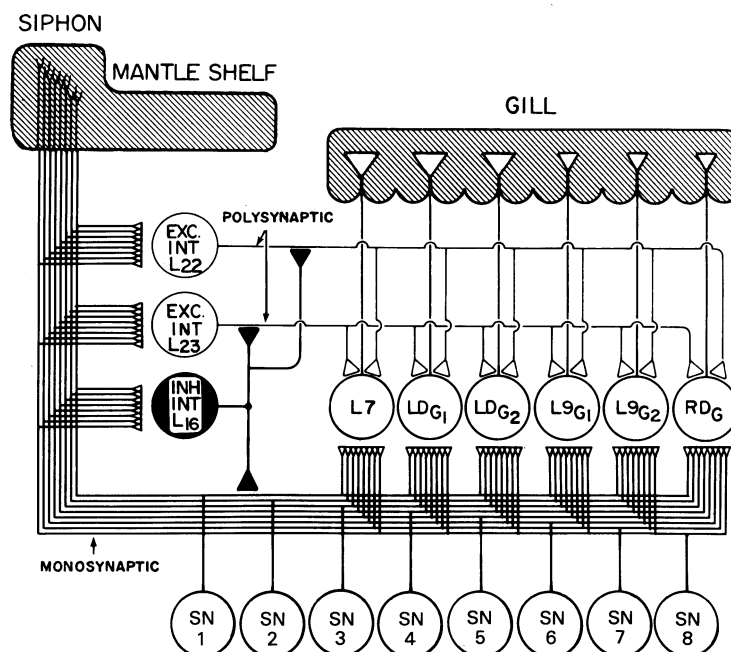 SIPHON
MANTLE SHELF
GILL
POLYSYNAPTIC
EXC.
INT
L22
EXC.
INT
L23
INH
INT
L16
L7
LDG1
LDG2
L9G1
L9G2
RDG
MONOSYNAPTIC
SN
1
SN
2
SN
3
SN
4
SN
5
SN
6
SN
7
SN
8